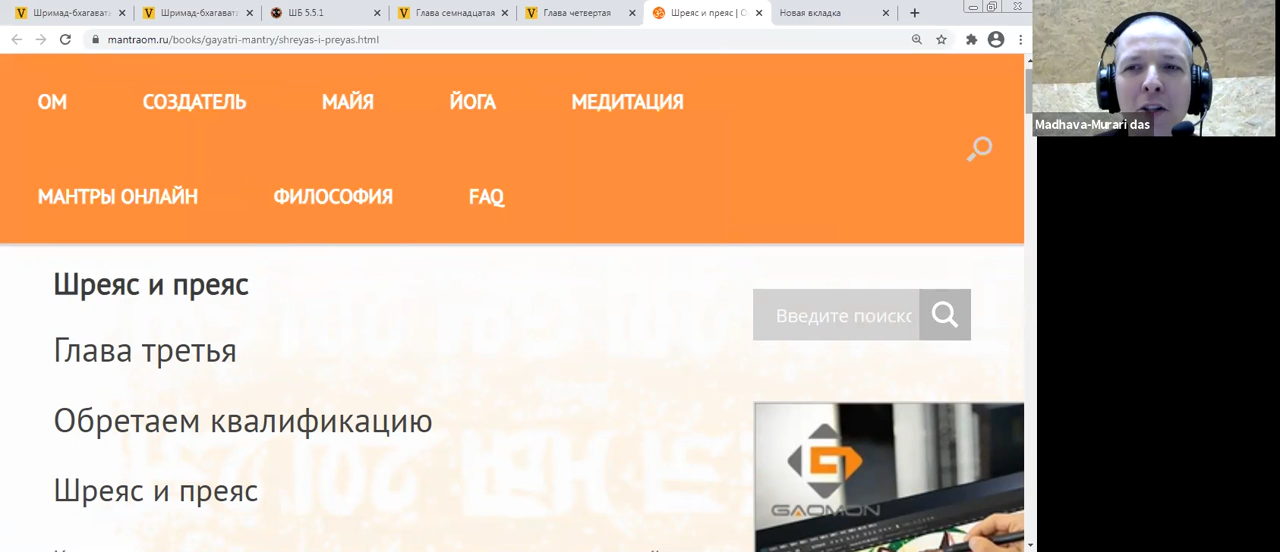 Шримад-бхагавата
Шримад-бхагавата
ШБ 5.5.1
Глава семнадцатая
Глава четвертая
Шреяс и преяс | С
Новая вкладка
mantraom.ru/books/gayatri-mantry/shreyas-i-preyas.html
ОМ СОЗДАТЕЛЬ МАЙЯ ЙОГА МЕДИТАЦИЯ
МАНТРЫ ОНЛАЙН ФИЛОСОФИЯ FAQ
Шреяс и преяс
Введите поиско
Глава третья
Обретаем квалификацию
Шреяс и преяс
GAOMON
Madhava-Murari das